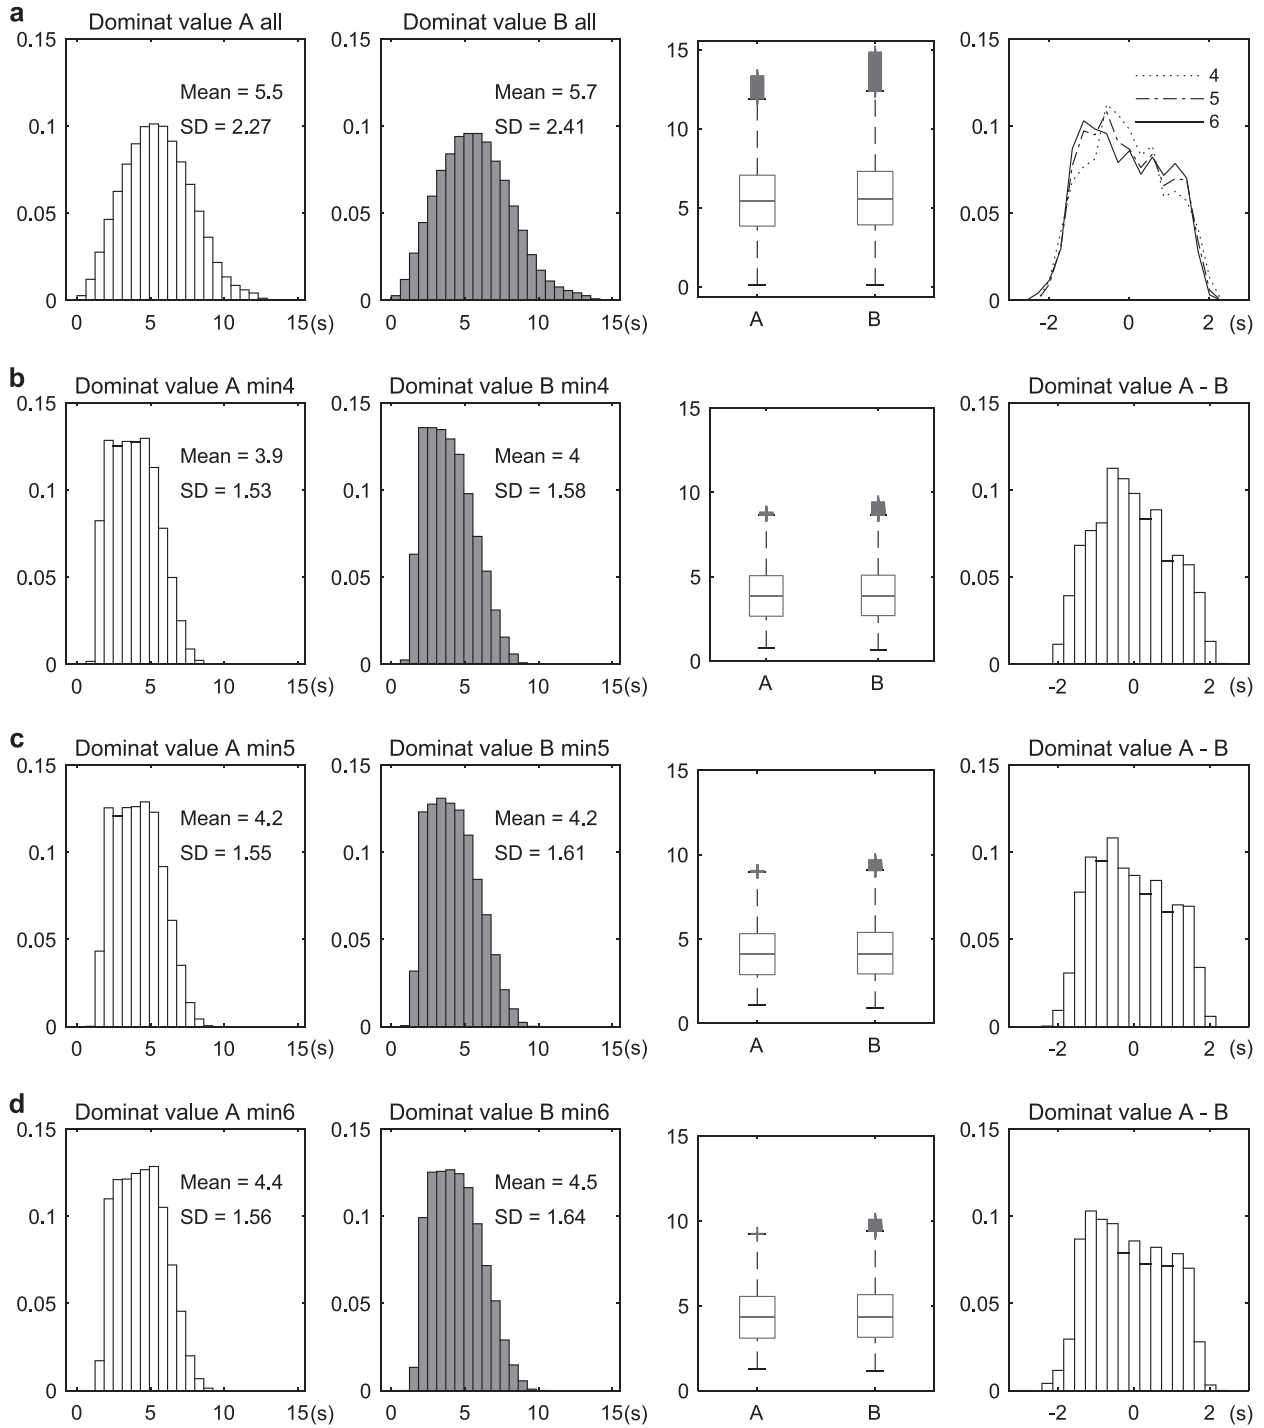 a
Dominat value A all
Dominat value B all
0.15
0.1
0.05
0
Mean = 5.5
SD = 2.27
0 5 10 15(s)
0.15
0.1
0.05
0
Mean = 5.7
SD = 2.41
0 5 10 15(s)
15
10
5
0
A B
0.15
0.1
0.05
0
4
5
6
-2 0 2 (s)
b
Dominat value A min4
Dominat value B min4
Dominat value A - B
0.15
0.1
0.05
0
Mean = 3.9
SD = 1.53
0 5 10 15(s)
0.15
0.1
0.05
0
Mean = 4
SD = 1.58
0 5 10 15(s)
15
10
5
0
A B
0.15
0.1
0.05
0
-2 0 2 (s)
c
Dominat value A min5
Dominat value B min5
Dominat value A - B
0.15
0.1
0.05
0
Mean = 4.2
SD = 1.55
0 5 10 15(s)
0.15
0.1
0.05
0
Mean = 4.2
SD = 1.61
0 5 10 15(s)
15
10
5
0
A B
0.15
0.1
0.05
0
-2 0 2 (s)
d
Dominat value A min6
Dominat value B min6
Dominat value A - B
0.15
0.1
0.05
0
Mean = 4.4
SD = 1.56
0 5 10 15(s)
0.15
0.1
0.05
0
Mean = 4.5
SD = 1.64
0 5 10 15(s)
15
10
5
0
A B
0.15
0.1
0.05
0
-2 0 2 (s)